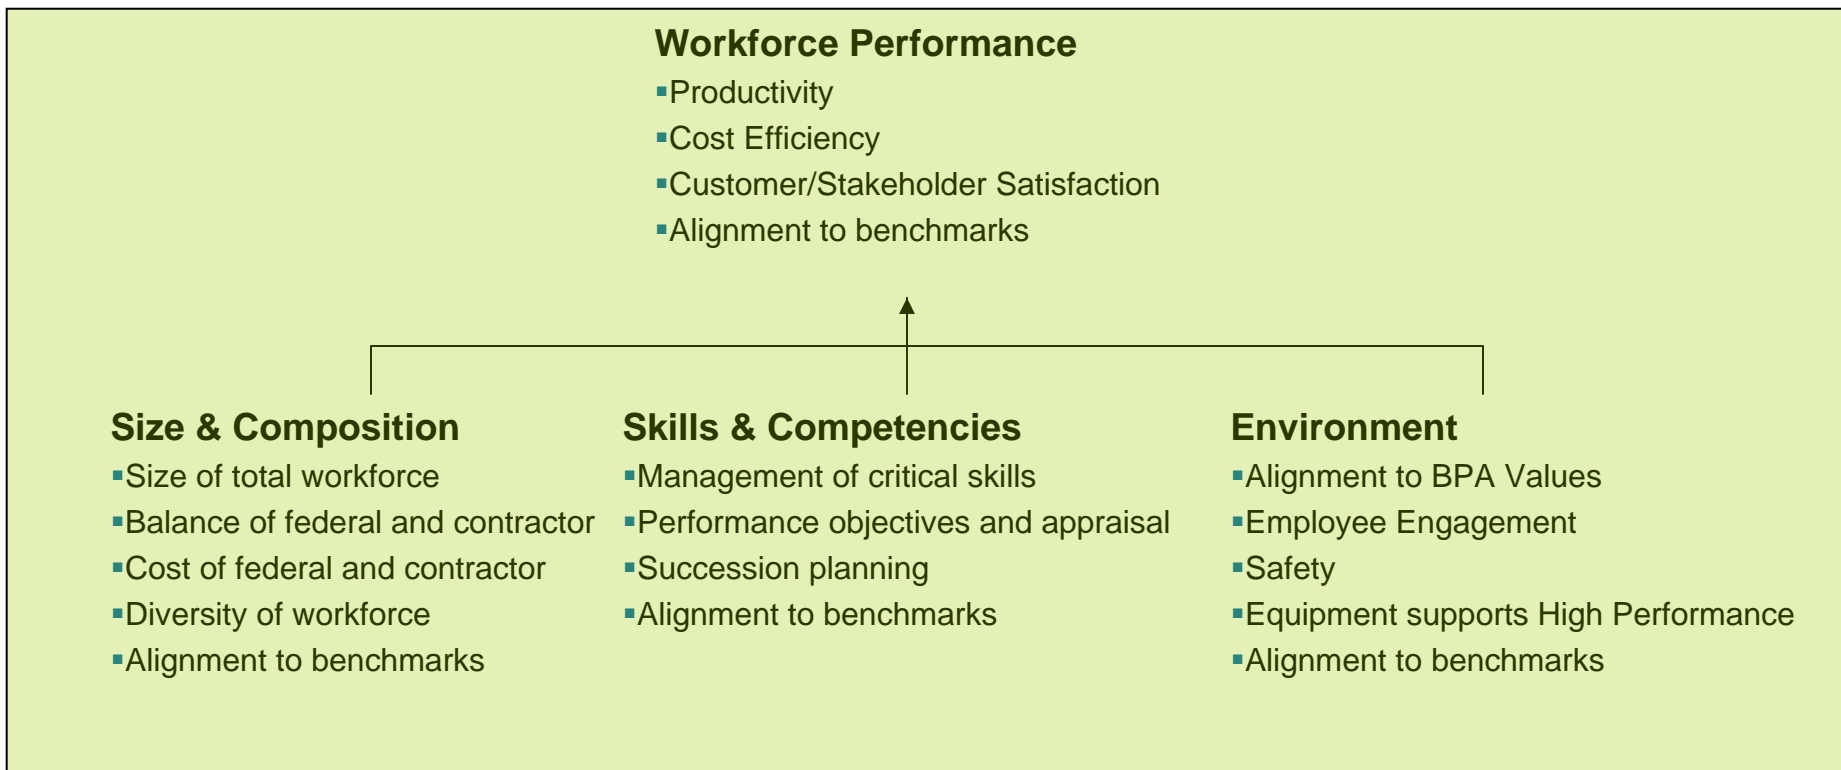 Workforce Performance
▪Productivity
▪Cost Efficiency
▪Customer/Stakeholder Satisfaction
▪Alignment to benchmarks
Size & Composition
▪Size of total workforce
▪Balance of federal and contractor
▪Cost of federal and contractor
▪Diversity of workforce
▪Alignment to benchmarks
Skills & Competencies
▪Management of critical skills
▪Performance objectives and appraisal
▪Succession planning
▪Alignment to benchmarks
Environment
▪Alignment to BPA Values
▪Employee Engagement
▪Safety
▪Equipment supports High Performance
▪Alignment to benchmarks